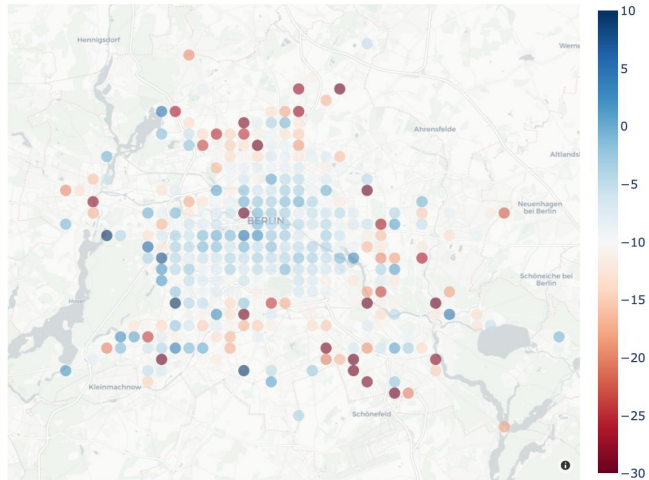 Hennigsdorf
Werne
Ahrensfelde
Altlands
BERLIN
Neuenhagen
bei Berlin
Schöneiche bei
Berlin
Kleinmachnow
Schönefeld
10
5
0
−5
−10
−15
−20
−25
−30